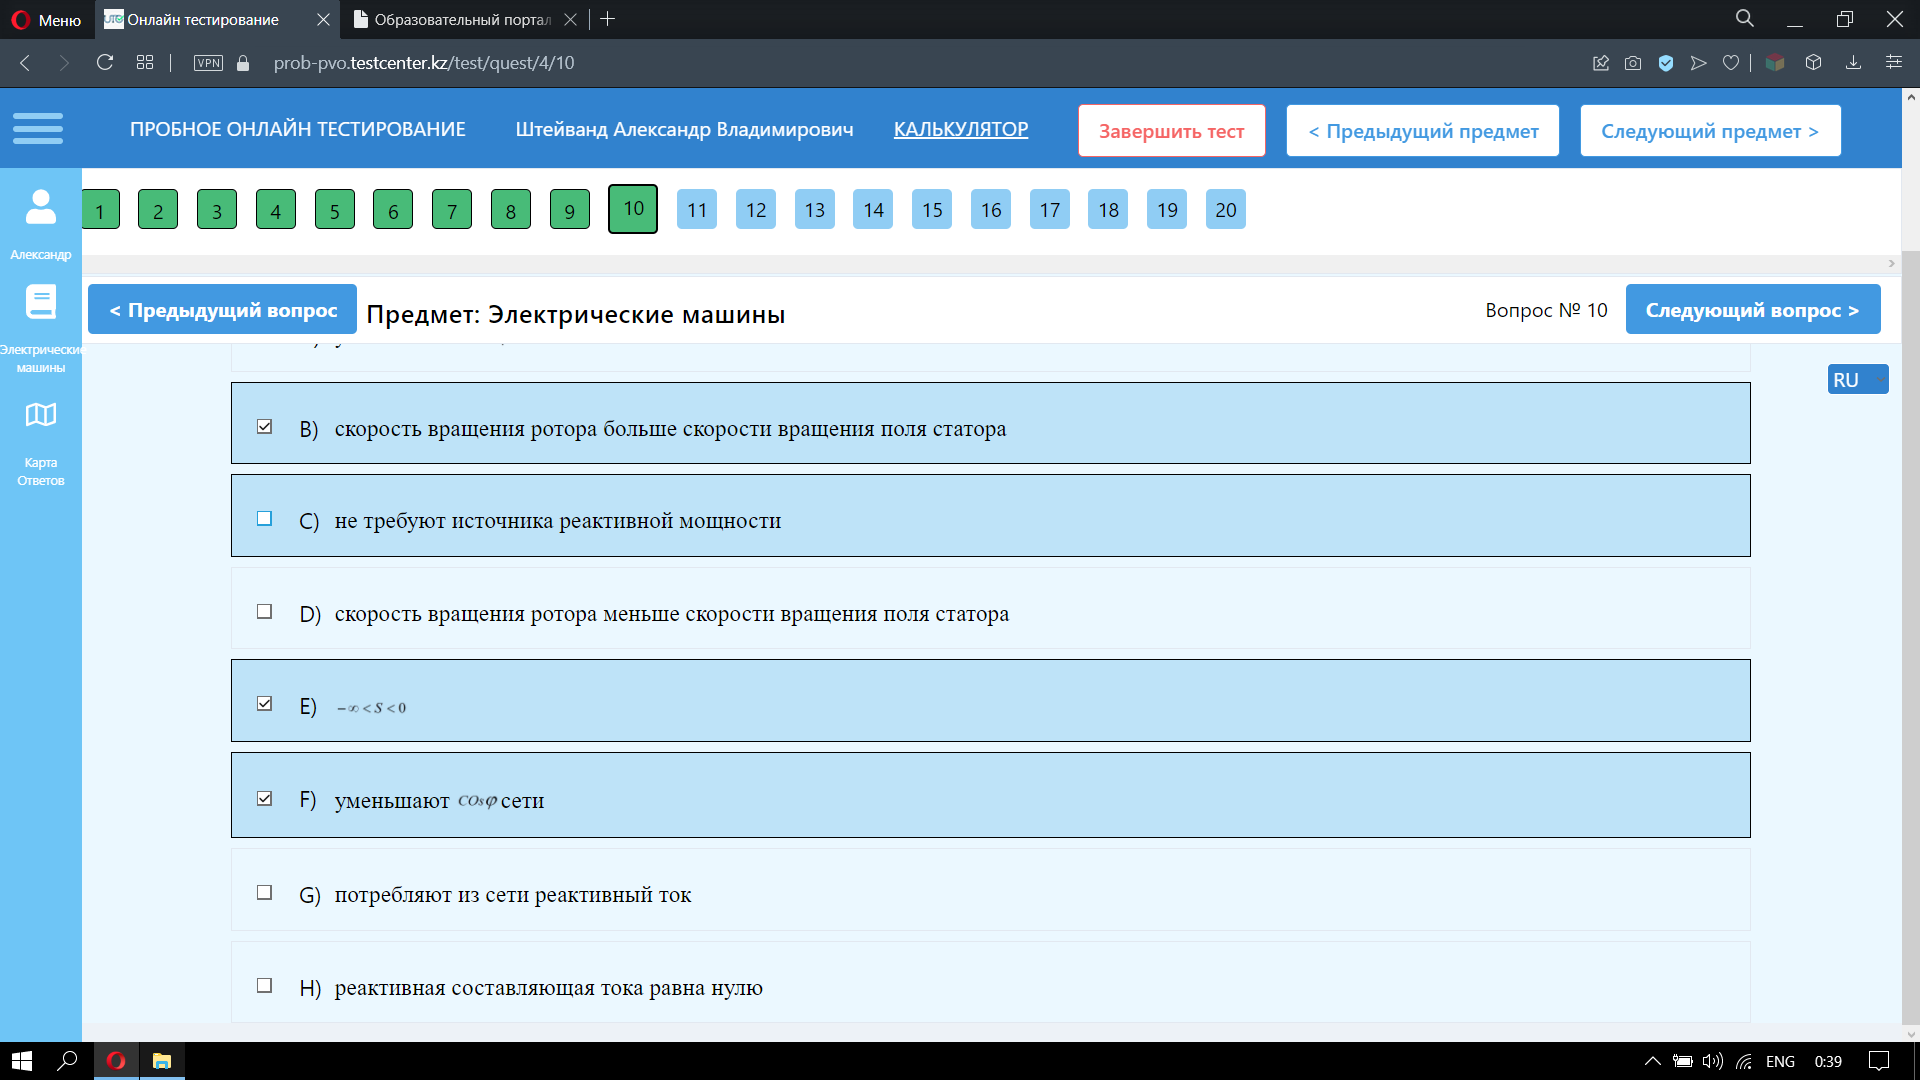 Меню
Онлайн тестирование
Образовательный портал
VPN
prob-pvo.testcenter.kz/test/quest/4/10
ПРОБНОЕ ОНЛАЙН ТЕСТИРОВАНИЕ
Штейванд Александр Владимирович
КАЛЬКУЛЯТОР
Завершить тест
< Предыдущий предмет
Следующий предмет >
1 2 3 4 5 6 7 8 9 10 11 12 13 14 15 16 17 18 19 20
Александр
Электрические
машины
Карта
Ответов
< Предыдущий вопрос
Предмет: Электрические машины
Вопрос № 10
Следующий вопрос >
RU
B) скорость вращения ротора больше скорости вращения поля статора
C) не требуют источника реактивной мощности
D) скорость вращения ротора меньше скорости вращения поля статора
E) −∞ < S < 0
F) уменьшают COsφ сети
G) потребляют из сети реактивный ток
H) реактивная составляющая тока равна нулю
ENG
0:39